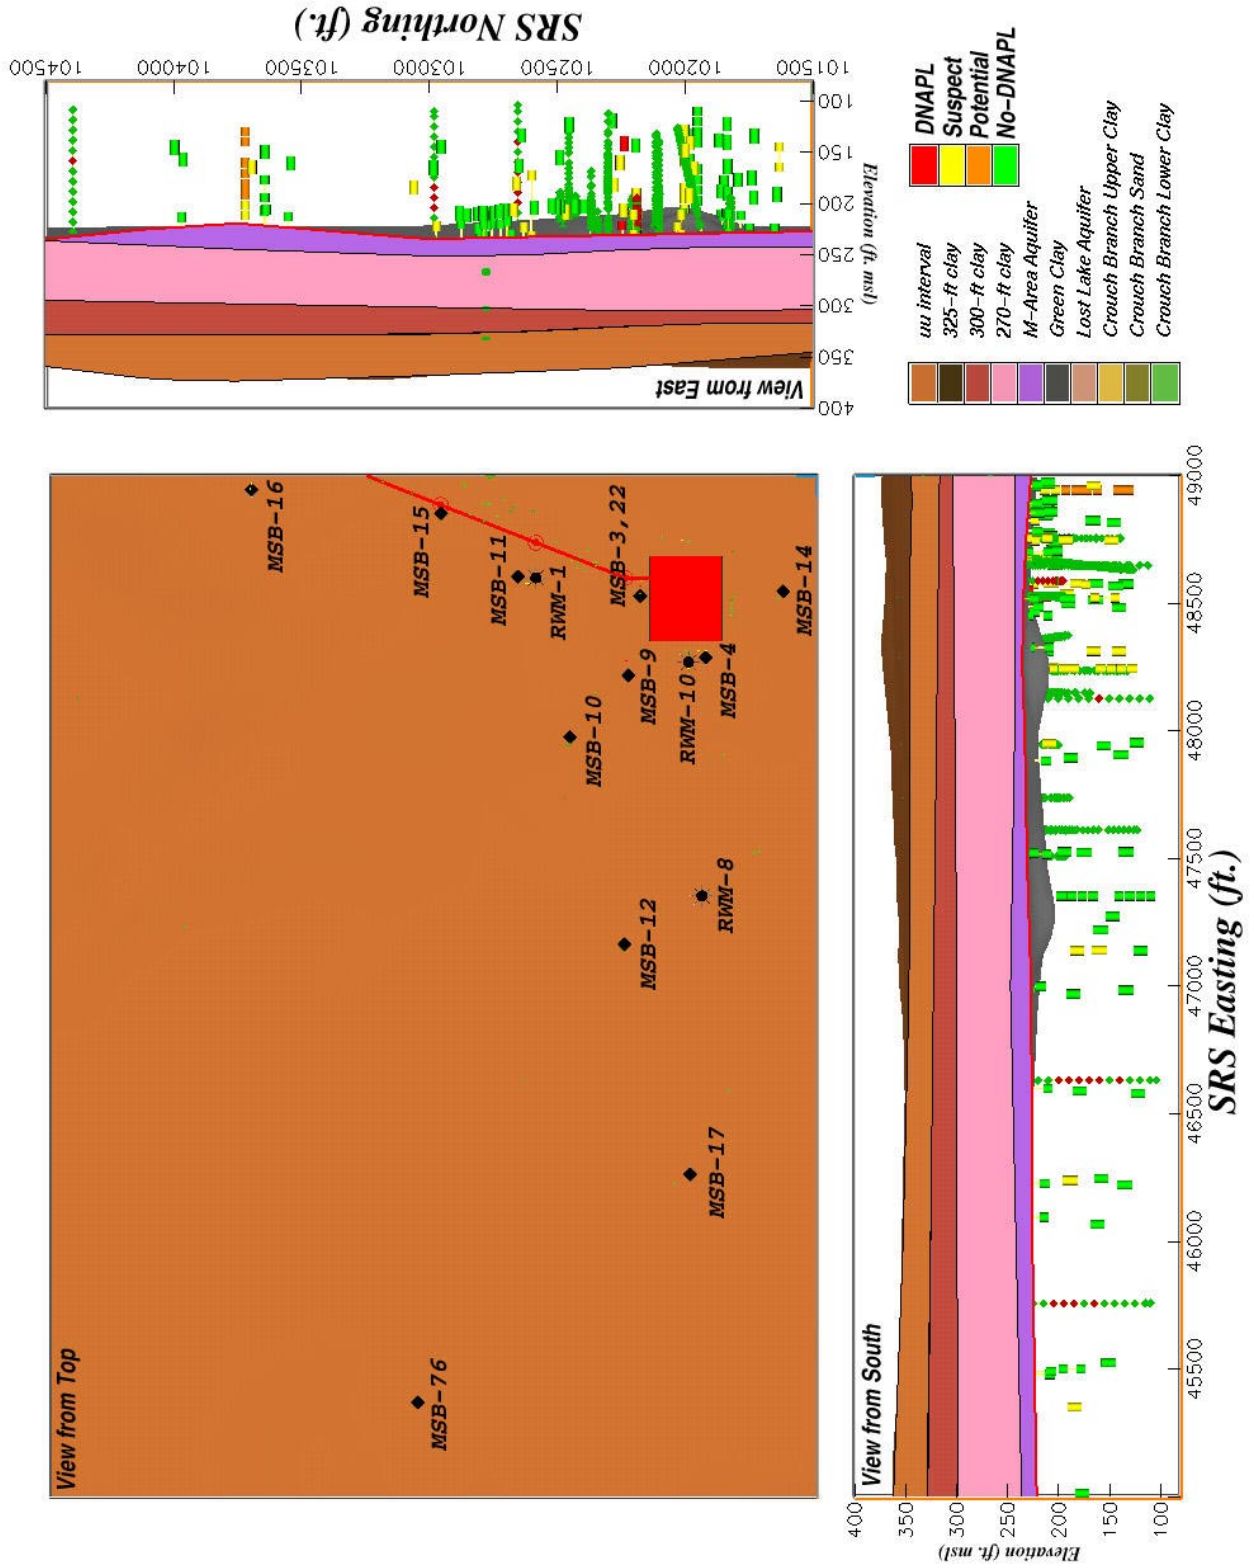 SRS Northing (ft.)
104500
104000
103500
103000
102500
102000
101500
100
150
200
250
300
350
400
Elevation (ft. msl)
View from East
DNAPL
Suspect
Potential
No-DNAPL
uu interval
325-ft clay
300-ft clay
270-ft clay
M-Area Aquifer
Green Clay
Lost Lake Aquifer
Crouch Branch Upper Clay
Crouch Branch Sand
Crouch Branch Lower Clay
View from Top
MSB-16
MSB-15
MSB-11
RWM-1
MSB-3,22
MSB-14
MSB-9
MSB-10
RWM-10
MSB-4
RWM-8
MSB-12
MSB-17
MSB-76
View from South
400
350
300
250
200
150
100
Elevation (ft. msl)
45500
46000
46500
47000
47500
48000
48500
49000
SRS Easting (ft.)